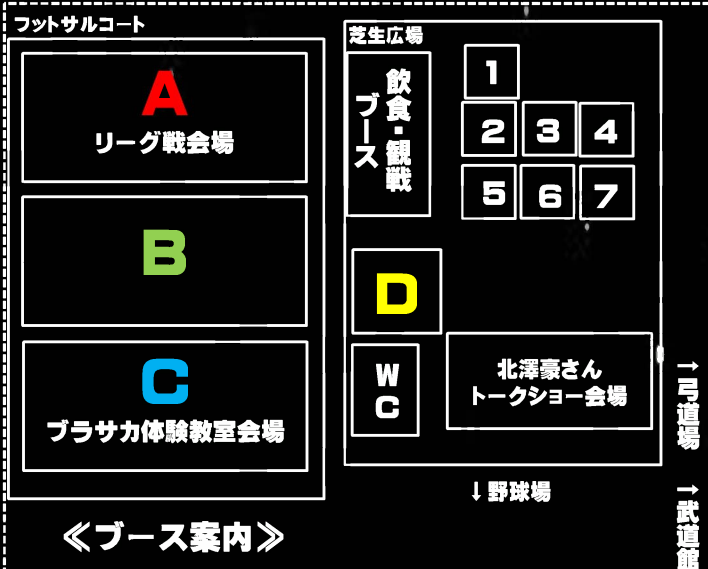 フットサルコート
A
リーグ戦会場
B
C
ブラサカ体験教室会場
≪ブース案内≫
芝生広場
飲食・観戦
ブース
1
2 3 4
5 6 7
D
WC
北澤豪さん
トークショー会場
↓野球場
→弓道場
→武道館